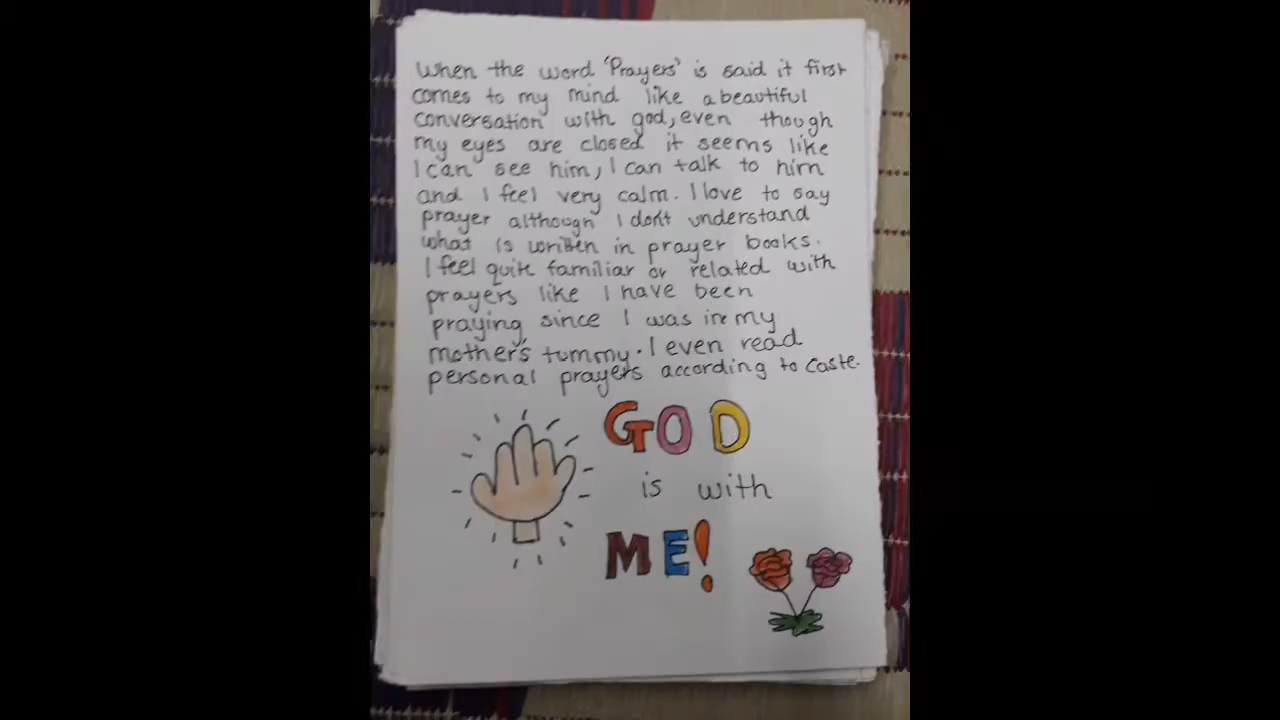 When the word 'Prayers' is said it first
comes to my mind like a beautiful
conversation with god, even though
my eyes are closed it seems like
I can see him, I can talk to him
and I feel very calm. I love to say
prayer although I don't understand
what is written in prayer books.
I feel quite familiar or related with
prayers like I have been
praying since I was in my
mother's tummy. I even read
personal prayers according to caste.
GOD
is with
ME!